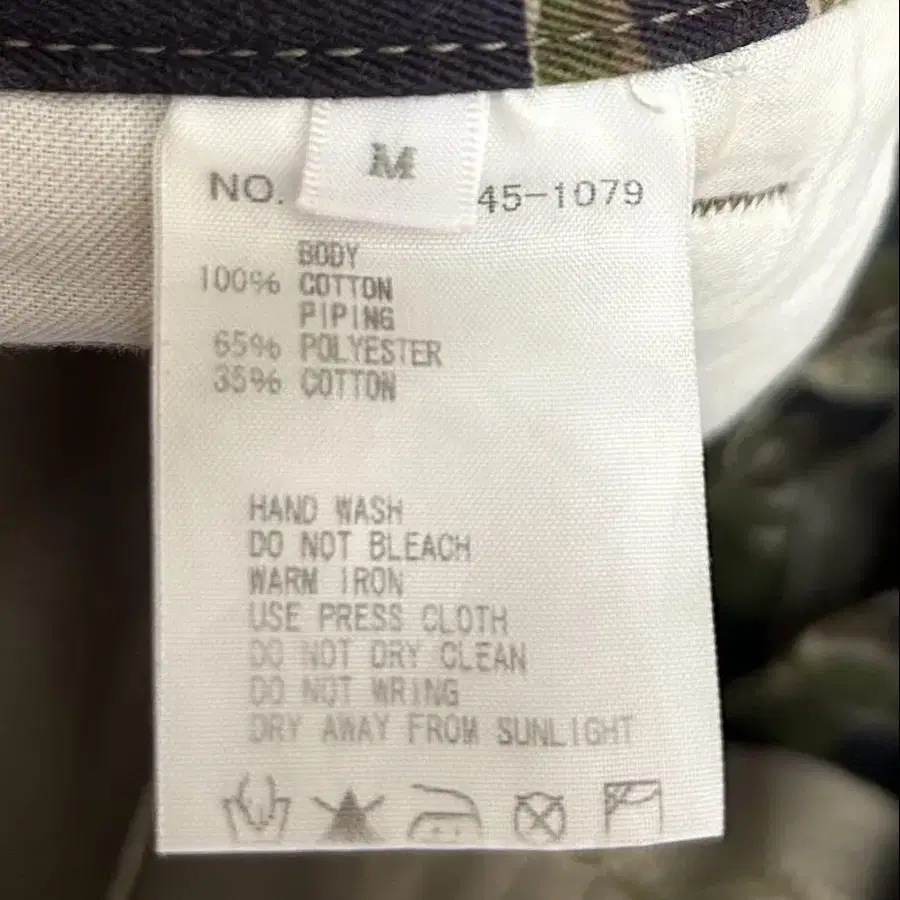 M
NO. 45-1079
BODY
100% COTTON
PIPING
65% POLYESTER
35% COTTON
HAND WASH
DO NOT BLEACH
WARM IRON
USE PRESS CLOTH
DO NOT DRY CLEAN
DO NOT WRING
DRY AWAY FROM SUNLIGHT